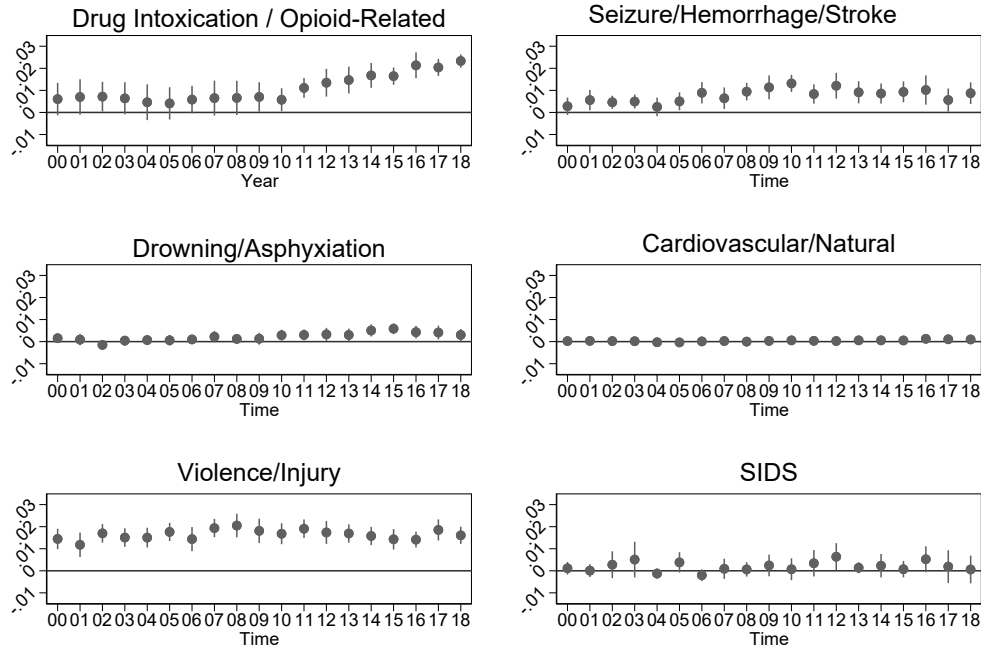 Drug Intoxication / Opioid-Related
-.01 0 .01 .02 .03
00 01 02 03 04 05 06 07 08 09 10 11 12 13 14 15 16 17 18
Year
Seizure/Hemorrhage/Stroke
-.01 0 .01 .02 .03
00 01 02 03 04 05 06 07 08 09 10 11 12 13 14 15 16 17 18
Time
Drowning/Asphyxiation
-.01 0 .01 .02 .03
00 01 02 03 04 05 06 07 08 09 10 11 12 13 14 15 16 17 18
Time
Cardiovascular/Natural
-.01 0 .01 .02 .03
00 01 02 03 04 05 06 07 08 09 10 11 12 13 14 15 16 17 18
Time
Violence/Injury
-.01 0 .01 .02 .03
00 01 02 03 04 05 06 07 08 09 10 11 12 13 14 15 16 17 18
Time
SIDS
-.01 0 .01 .02 .03
00 01 02 03 04 05 06 07 08 09 10 11 12 13 14 15 16 17 18
Time